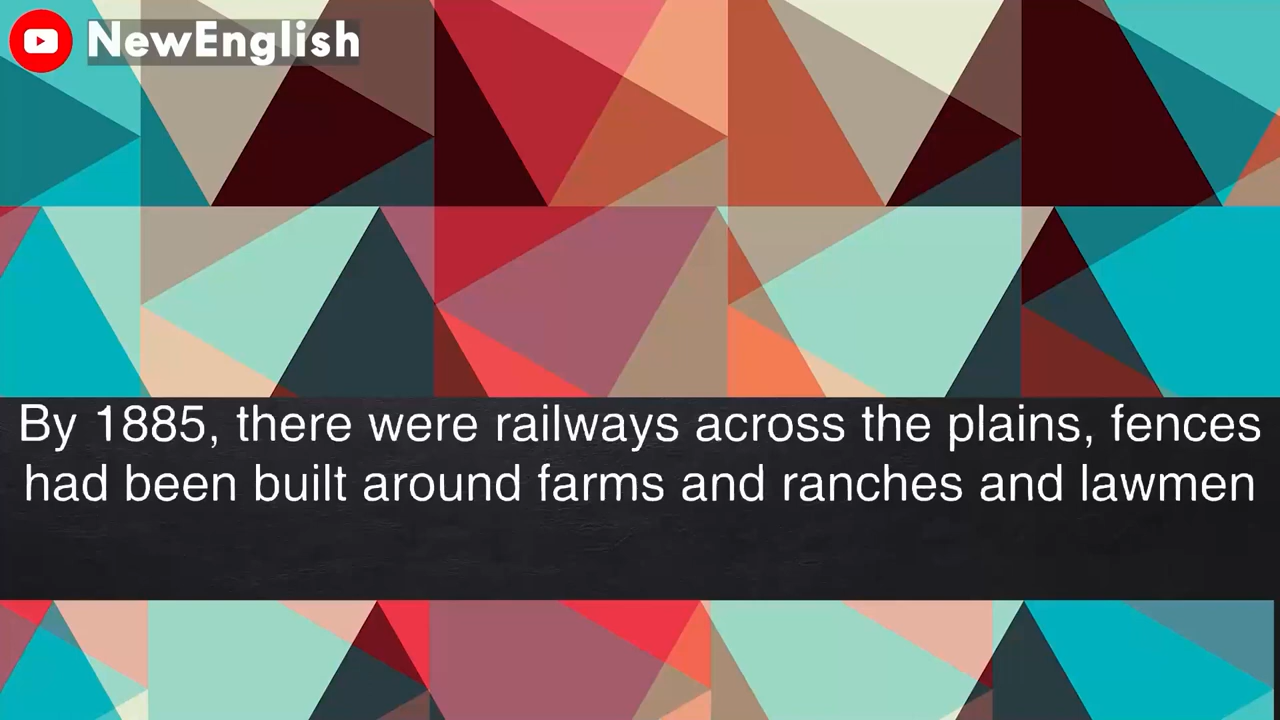 NewEnglish
By 1885, there were railways across the plains, fences
had been built around farms and ranches and lawmen